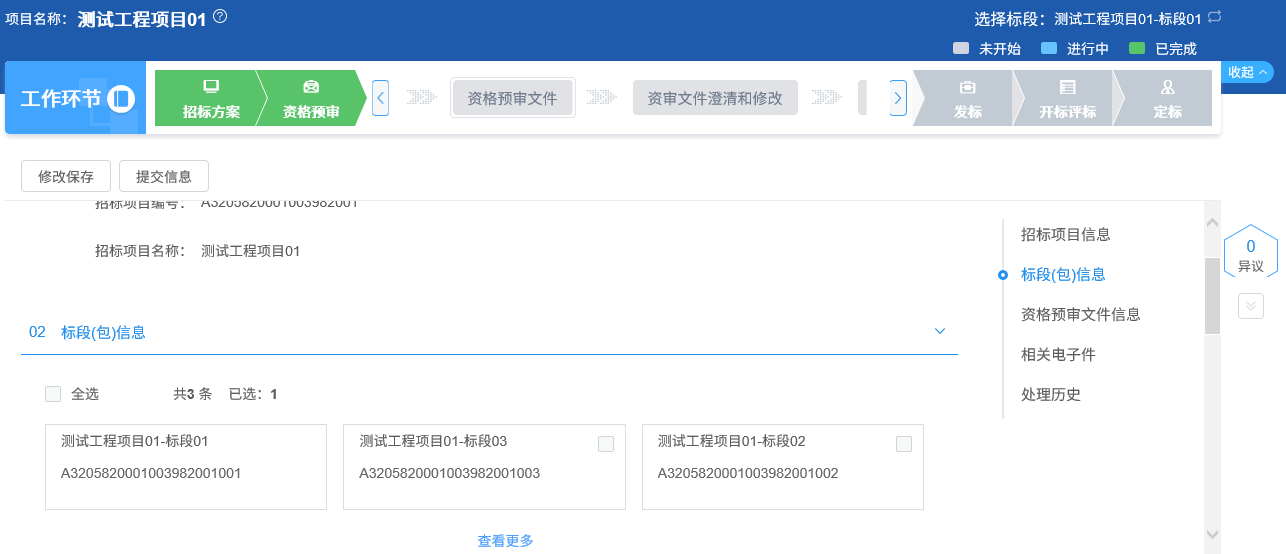 项目名称: 测试工程项目01
选择标段: 测试工程项目01-标段01
未开始 进行中 已完成
收起
工作环节
招标方案
资格预审
资格预审文件
资审文件澄清和修改
发标
开标评标
定标
修改保存
提交信息
招标项目编号: A3205820001003982001
招标项目名称: 测试工程项目01
02 标段(包)信息
全选 共3 条 已选: 1
测试工程项目01-标段01
A3205820001003982001001
测试工程项目01-标段03
A3205820001003982001003
测试工程项目01-标段02
A3205820001003982001002
查看更多
招标项目信息
标段(包)信息
资格预审文件信息
相关电子件
处理历史
0
异议